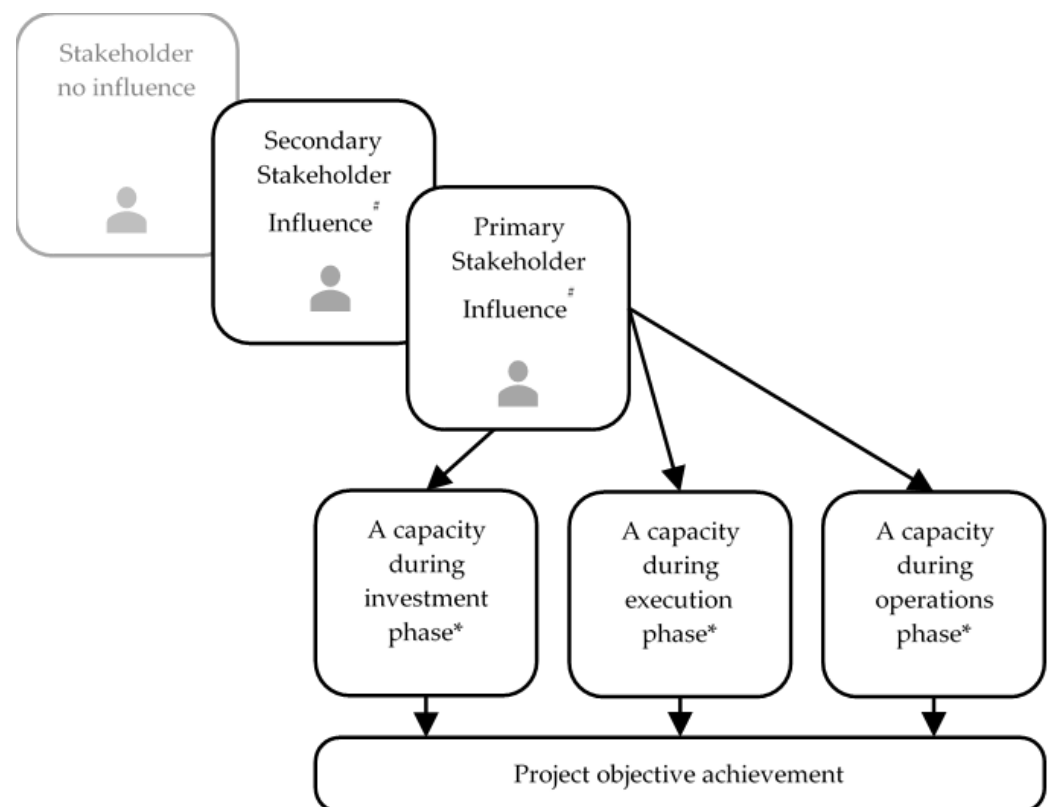 Stakeholder
no influence
Secondary
Stakeholder
Influence#
Primary
Stakeholder
Influence#
A capacity
during
investment
phase*
A capacity
during
execution
phase*
A capacity
during
operations
phase*
Project objective achievement